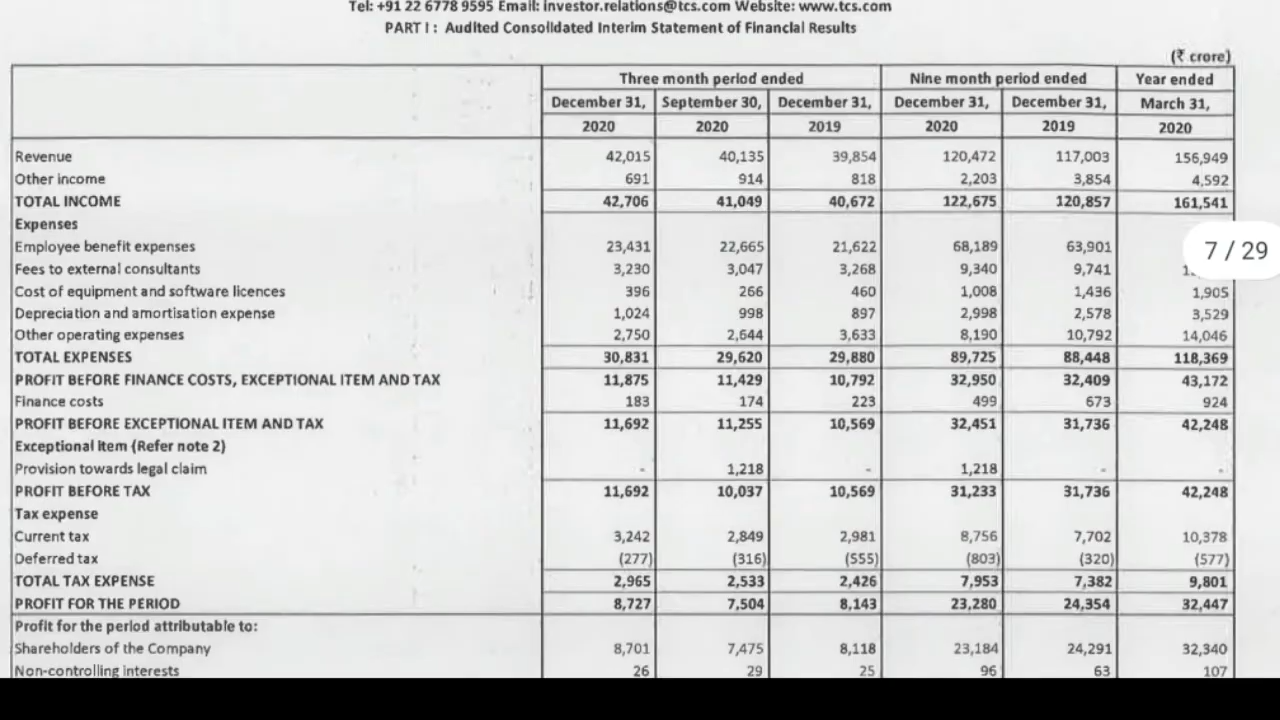 Tel: +91 22 6778 9595 Email: investor.relations@tcs.com Website: www.tcs.com
PART I : Audited Consolidated Interim Statement of Financial Results
(₹ crore)
Three month period ended Nine month period ended Year ended
December 31, September 30, December 31, December 31, December 31, March 31,
2020 2020 2019 2020 2019 2020
Revenue 42,015 40,135 39,854 120,472 117,003 156,949
Other income 691 914 818 2,203 3,854 4,592
TOTAL INCOME 42,706 41,049 40,672 122,675 120,857 161,541
Expenses
Employee benefit expenses 23,431 22,665 21,622 68,189 63,901
7 / 29
Fees to external consultants 3,230 3,047 3,268 9,340 9,741
Cost of equipment and software licences 396 266 460 1,008 1,436 1,905
Depreciation and amortisation expense 1,024 998 897 2,998 2,578 3,529
Other operating expenses 2,750 2,644 3,633 8,190 10,792 14,046
TOTAL EXPENSES 30,831 29,620 29,880 89,725 88,448 118,369
PROFIT BEFORE FINANCE COSTS, EXCEPTIONAL ITEM AND TAX 11,875 11,429 10,792 32,950 32,409 43,172
Finance costs 183 174 223 499 673 924
PROFIT BEFORE EXCEPTIONAL ITEM AND TAX 11,692 11,255 10,569 32,451 31,736 42,248
Exceptional item (Refer note 2)
Provision towards legal claim - 1,218 - 1,218 - -
PROFIT BEFORE TAX 11,692 10,037 10,569 31,233 31,736 42,248
Tax expense
Current tax 3,242 2,849 2,981 8,756 7,702 10,378
Deferred tax (277) (316) (555) (803) (320) (577)
TOTAL TAX EXPENSE 2,965 2,533 2,426 7,953 7,382 9,801
PROFIT FOR THE PERIOD 8,727 7,504 8,143 23,280 24,354 32,447
Profit for the period attributable to:
Shareholders of the Company 8,701 7,475 8,118 23,184 24,291 32,340
Non-controlling interests 26 29 25 96 63 107